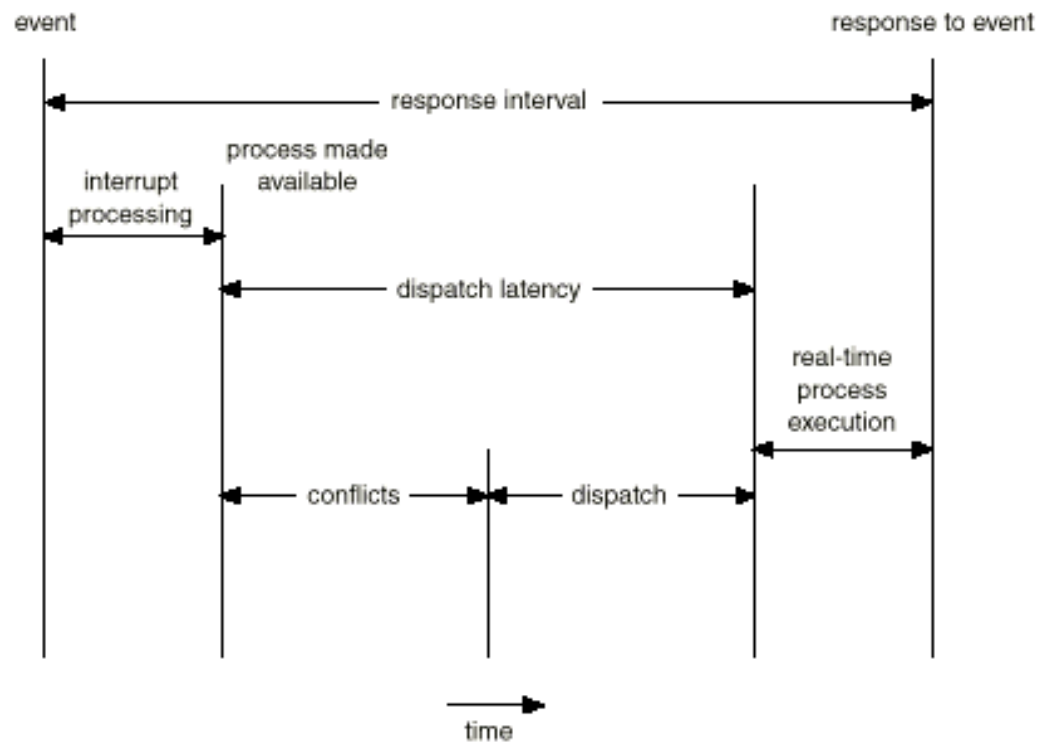 event
response to event
response interval
process made
available
interrupt
processing
dispatch latency
real-time
process
execution
conflicts
dispatch
time